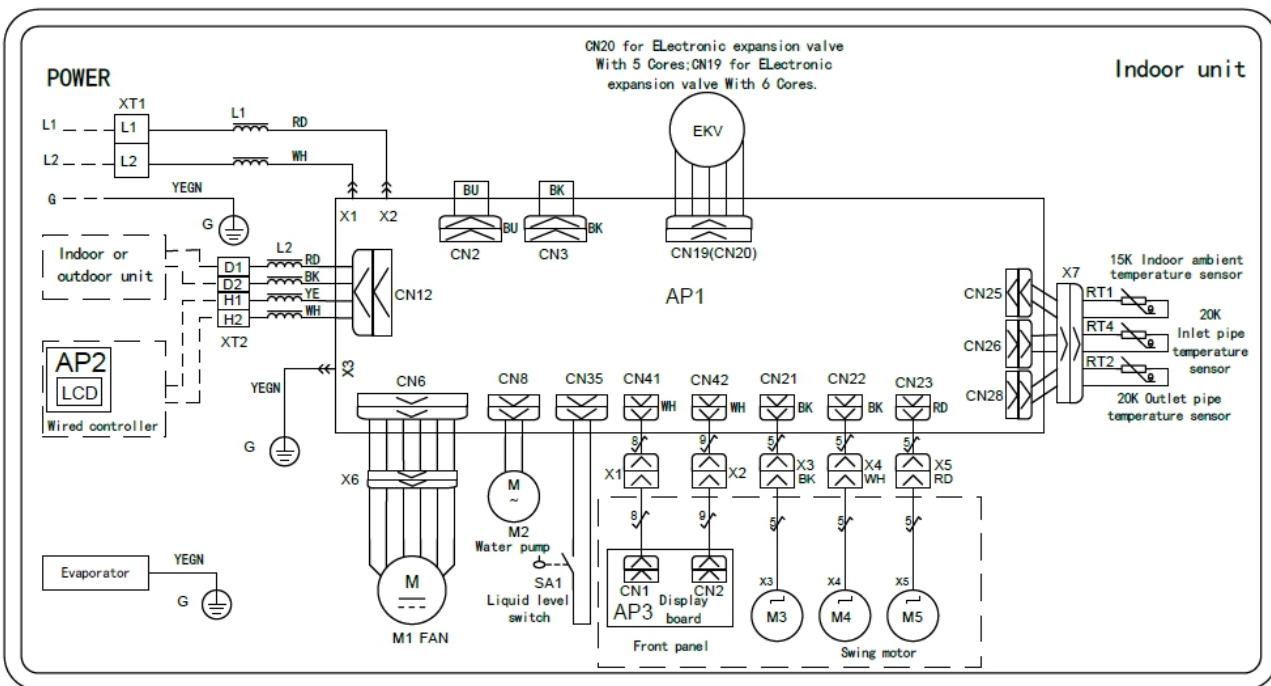 CN20 for ELectronic expansion valve
With 5 Cores;CN19 for ELectronic
expansion valve With 6 Cores.
Indoor unit
POWER
XT1
L1
L1
L1
RD
EKV
L2
L2
WH
YEGN
G
G
X1
X2
BU
BK
BU
BK
CN2
CN3
CN19(CN20)
Indoor or
outdoor unit
L2
D1
RD
D2
BK
H1
YE
H2
WH
XT2
CN12
AP1
15K Indoor ambient
temperature sensor
X7
CN25
RT1
20K
Inlet pipe
temperature
sensor
CN26
RT4
RT2
CN28
20K Outlet pipe
temperature sensor
AP2
LCD
Wired controller
X3
YEGN
G
CN6
CN8
CN35
CN41
CN42
CN21
CN22
CN23
WH
WH
BK
BK
RD
8
9
5
5
5
X6
X1
X2
X3
BK
X4
WH
X5
RD
M
~
M2
Water pump
8
9
5
5
5
SA1
Liquid level
switch
Evaporator
YEGN
G
M
M1 FAN
CN1
CN2
AP3
Display
board
Front panel
X3
X4
X5
M3
M4
M5
Swing motor